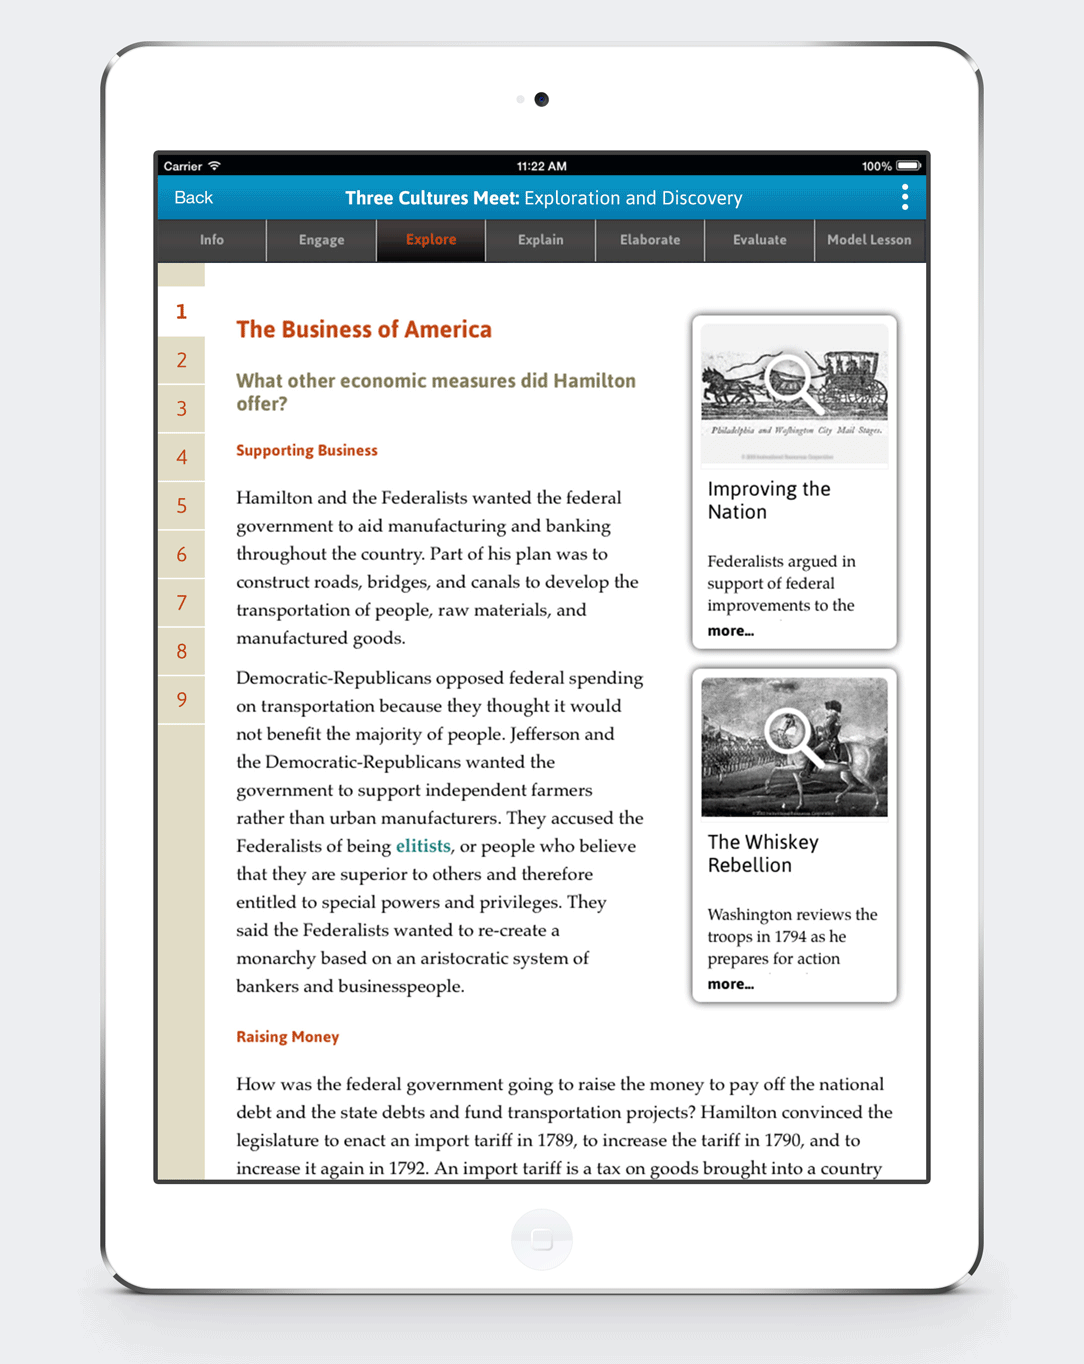 Carrier
11:22 AM
100%
Back
Three Cultures Meet: Exploration and Discovery
Info
Engage
Explore
Explain
Elaborate
Evaluate
Model Lesson
1
2
3
4
5
6
7
8
9
The Business of America
What other economic measures did Hamilton
offer?
Supporting Business
Hamilton and the Federalists wanted the federal
government to aid manufacturing and banking
throughout the country. Part of his plan was to
construct roads, bridges, and canals to develop the
transportation of people, raw materials, and
manufactured goods.
Democratic-Republicans opposed federal spending
on transportation because they thought it would
not benefit the majority of people. Jefferson and
the Democratic-Republicans wanted the
government to support independent farmers
rather than urban manufacturers. They accused the
Federalists of being elitists, or people who believe
that they are superior to others and therefore
entitled to special powers and privileges. They
said the Federalists wanted to re-create a
monarchy based on an aristocratic system of
bankers and businesspeople.
Raising Money
How was the federal government going to raise the money to pay off the national
debt and the state debts and fund transportation projects? Hamilton convinced the
legislature to enact an import tariff in 1789, to increase the tariff in 1790, and to
increase it again in 1792. An import tariff is a tax on goods brought into a country
Philadelphia and Washington City Mail Stages.
Improving the
Nation
Federalists argued in
support of federal
improvements to the
more...
The Whiskey
Rebellion
Washington reviews the
troops in 1794 as he
prepares for action
more...